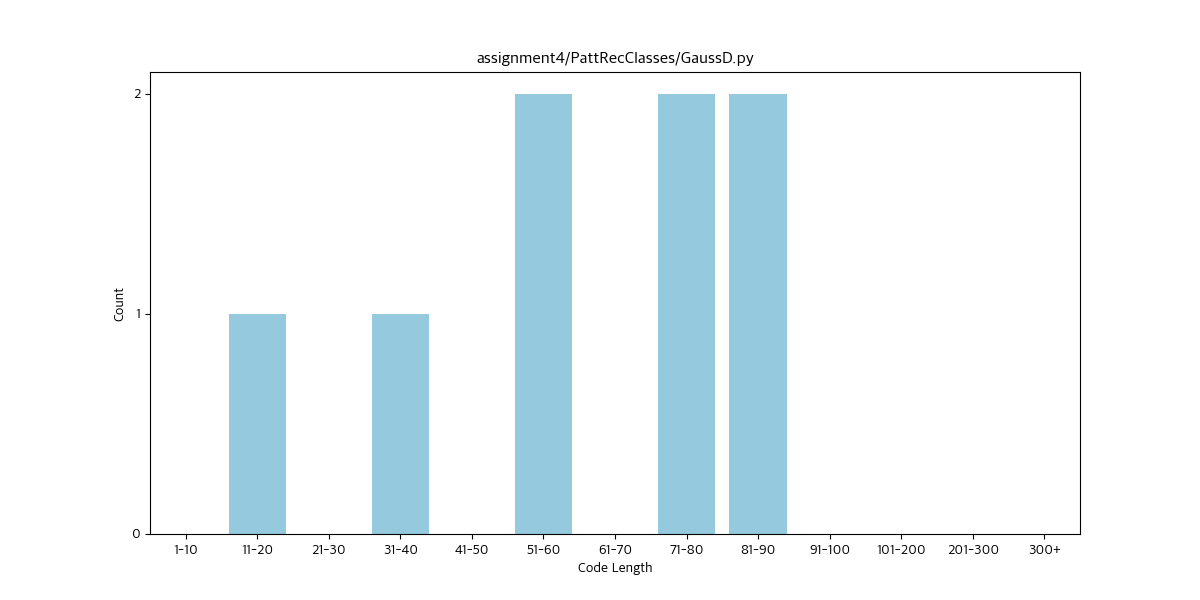 assignment4/PattRecClasses/GaussD.py
2
1
0
Count
1-10 11-20 21-30 31-40 41-50 51-60 61-70 71-80 81-90 91-100 101-200 201-300 300+
Code Length